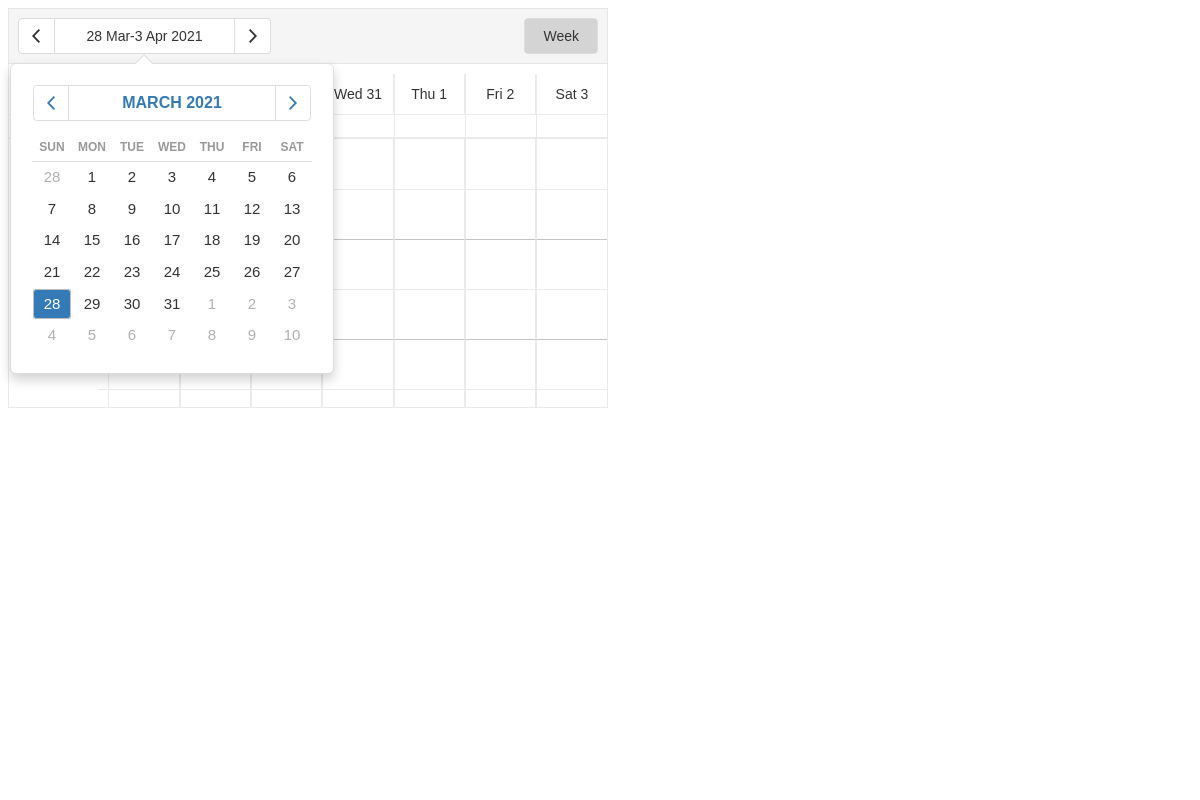 28 Mar-3 Apr 2021 Week
MARCH 2021
Wed 31 Thu 1 Fri 2 Sat 3
SUN MON TUE WED THU FRI SAT
28 1 2 3 4 5 6
7 8 9 10 11 12 13
14 15 16 17 18 19 20
21 22 23 24 25 26 27
28 29 30 31 1 2 3
4 5 6 7 8 9 10